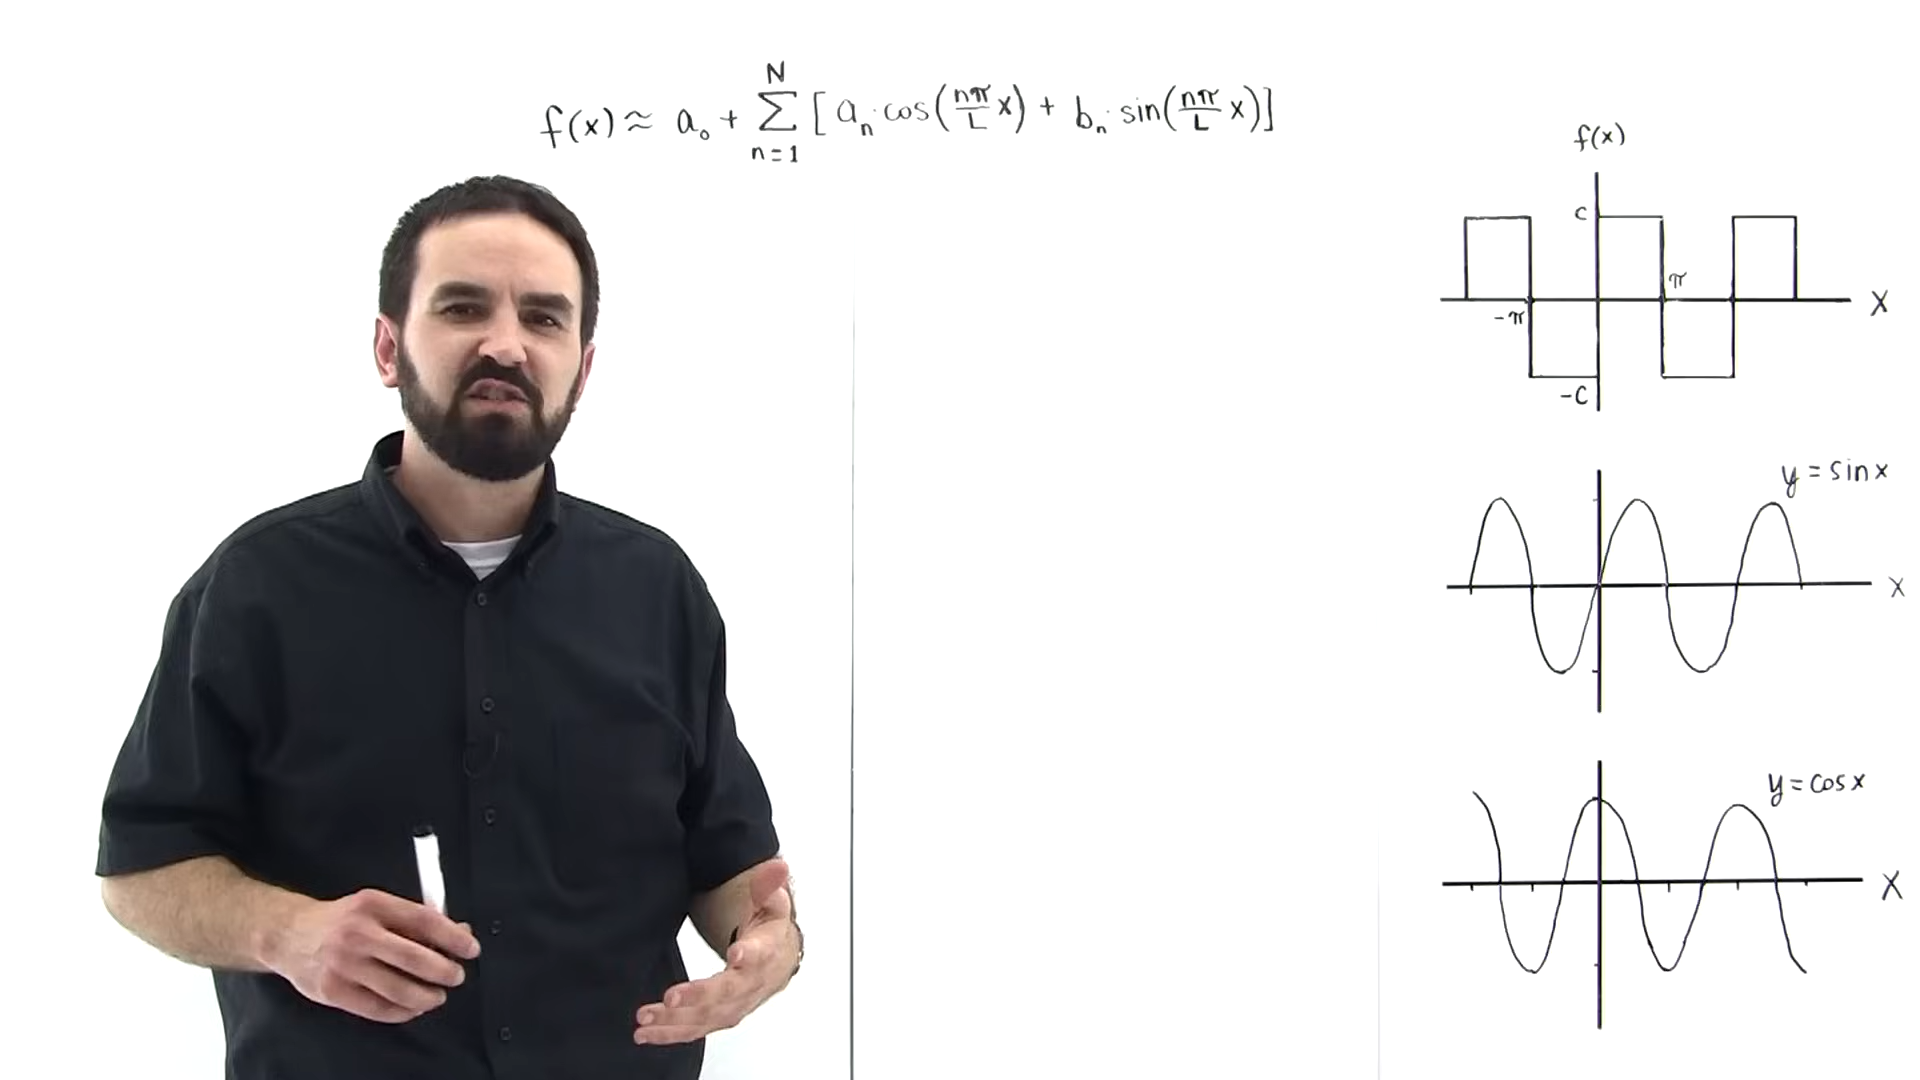 f(x) ≈ a₀ + Σ_{n=1}^{N} [aₙ·cos(nπ/L x) + bₙ·sin(nπ/L x)]
f(x)
C
π
X
-π
-C
y = sin x
X
y = cos x
X